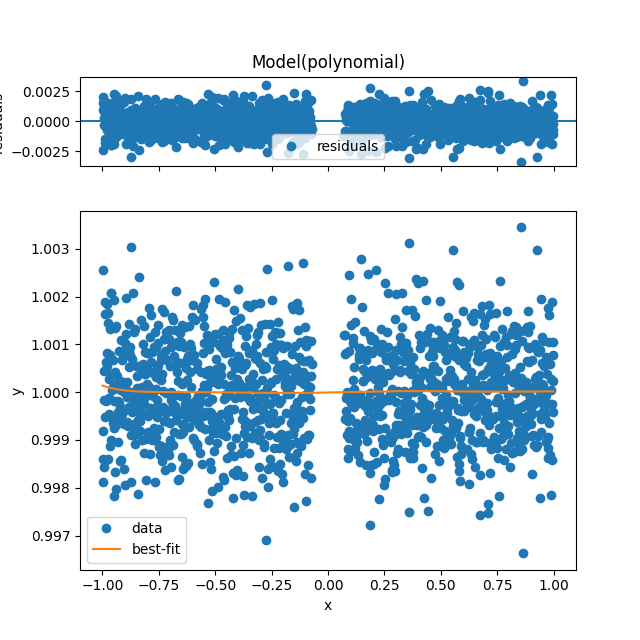 Model(polynomial)
0.0025
0.0000
−0.0025
residuals
residuals
1.003
1.002
1.001
1.000
0.999
0.998
0.997
y
data
best-fit
−1.00 −0.75 −0.50 −0.25 0.00 0.25 0.50 0.75 1.00
x